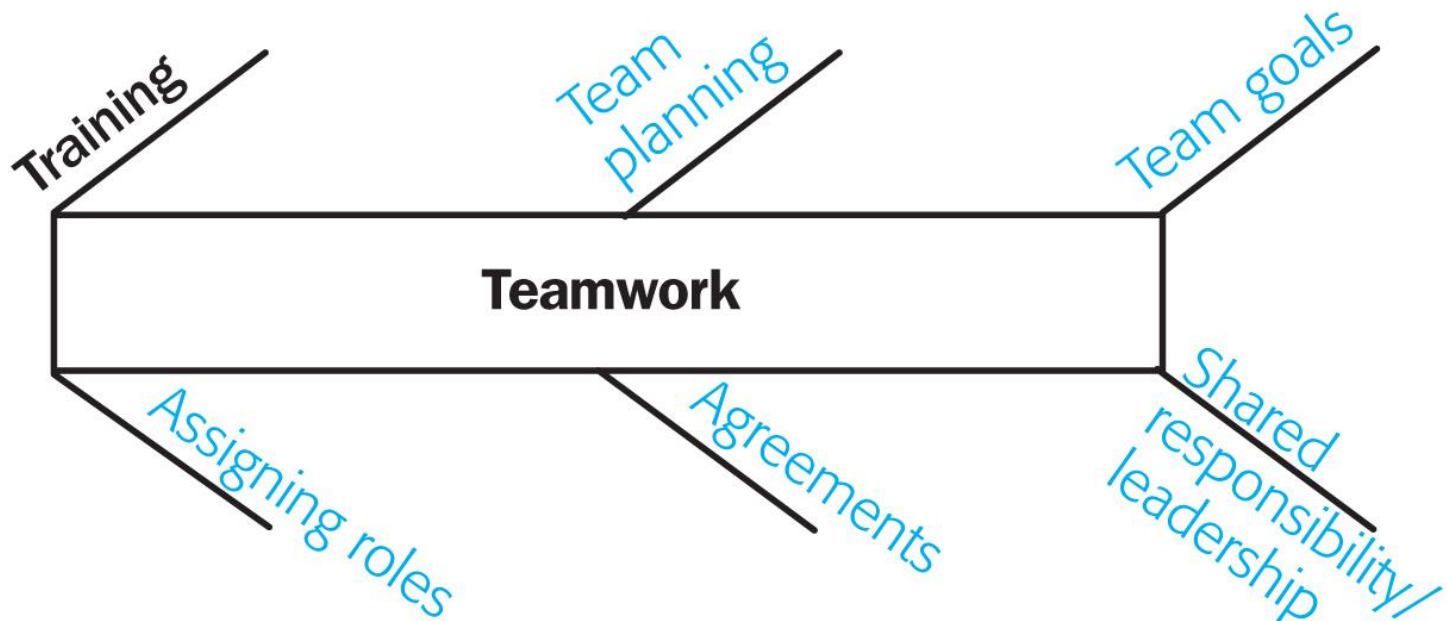 Training
Team
planning
Team goals
Teamwork
Assigning roles
Agreements
Shared
responsibility/
leadership